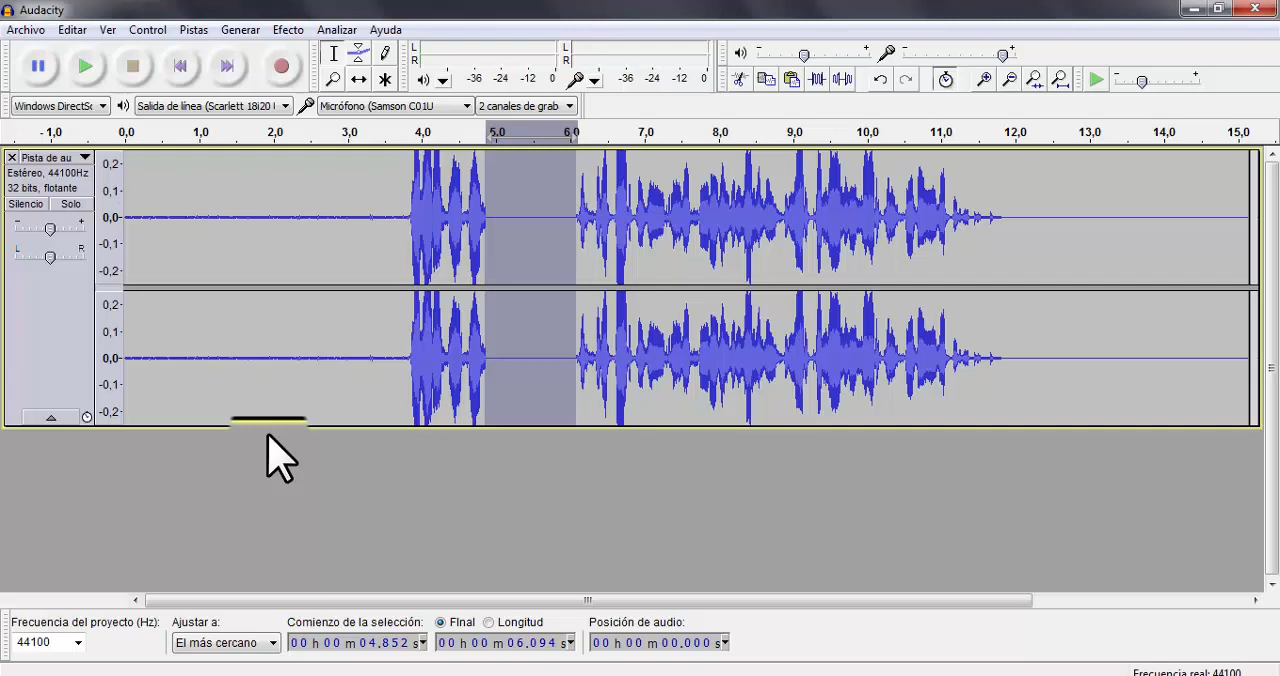 Audacity
Archivo Editar Ver Control Pistas Generar Efecto Analizar Ayuda
L L
R R
-36 -24 -12 0 -36 -24 -12 0
Windows DirectSc Salida de línea (Scarlett 18i20 Micrófono (Samson C01U 2 canales de grab
-1,0 0,0 1,0 2,0 3,0 4,0 5,0 6,0 7,0 8,0 9,0 10,0 11,0 12,0 13,0 14,0 15,0
Pista de au
Estéreo, 44100Hz
32 bits, flotante
Silencio Solo
- +
L R
0,2
0,1
0,0
-0,1
-0,2
0,2
0,1
0,0
-0,1
-0,2
Frecuencia del proyecto (Hz): Ajustar a: Comienzo de la selección: FInal Longitud Posición de audio:
44100 El más cercano 00 h 00 m 04.852 s 00 h 00 m 06.094 s 00 h 00 m 00.000 s
Frecuencia real: 44100